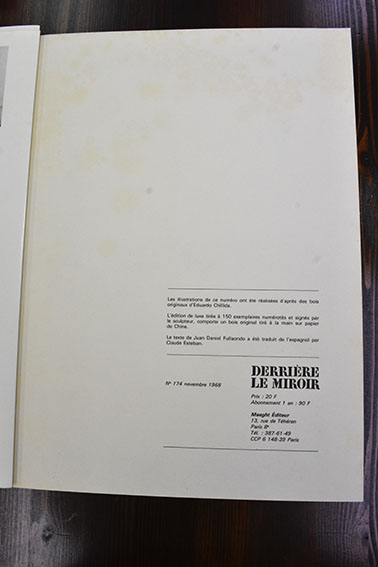 Les illustrations de ce numéro ont été réalisées d'après des bois
originaux d'Eduardo Chillida.
L'édition de luxe tirée à 150 exemplaires numérotés et signés par
le sculpteur, comporte un bois original tiré à la main sur papier
de Chine.
Le texte de Juan Daniel Fullaondo a été traduit de l'espagnol par
Claude Esteban.
N° 174 novembre 1968
DERRIÈRE
LE MIROIR
Prix : 20 F
Abonnement 1 an : 90 F
Maeght Éditeur
13, rue de Téhéran
Paris 8e
Tél. : 387-61-49
CCP 6 148-39 Paris